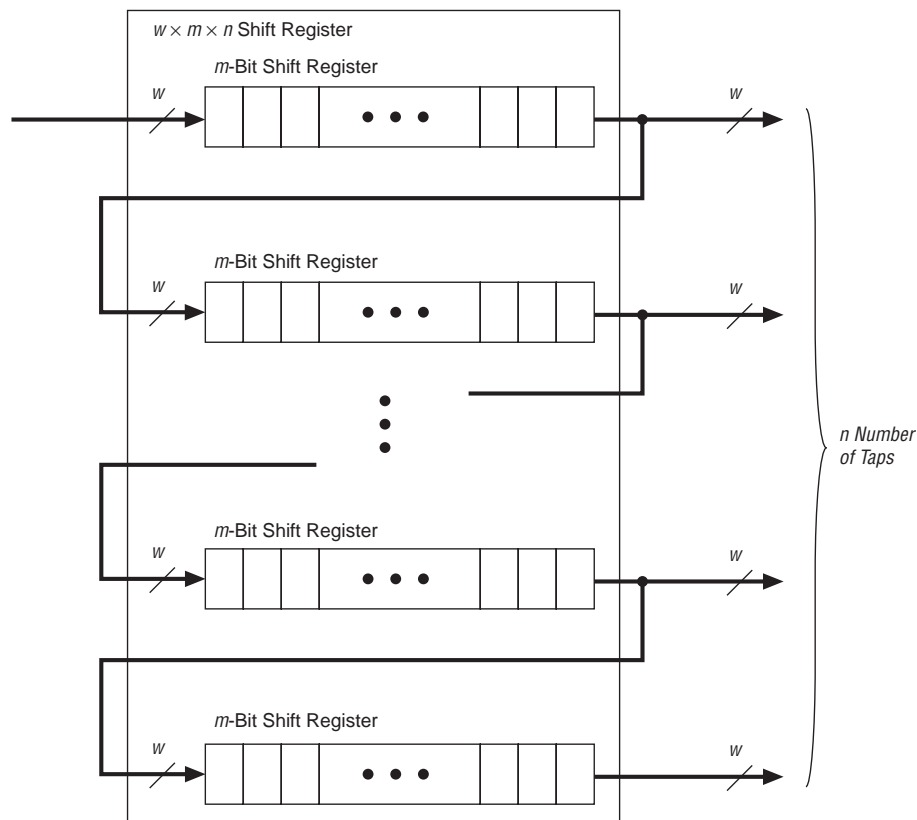 w × m × n Shift Register
m-Bit Shift Register
w
w
m-Bit Shift Register
w
w
n Number
of Taps
m-Bit Shift Register
w
w
m-Bit Shift Register
w
w